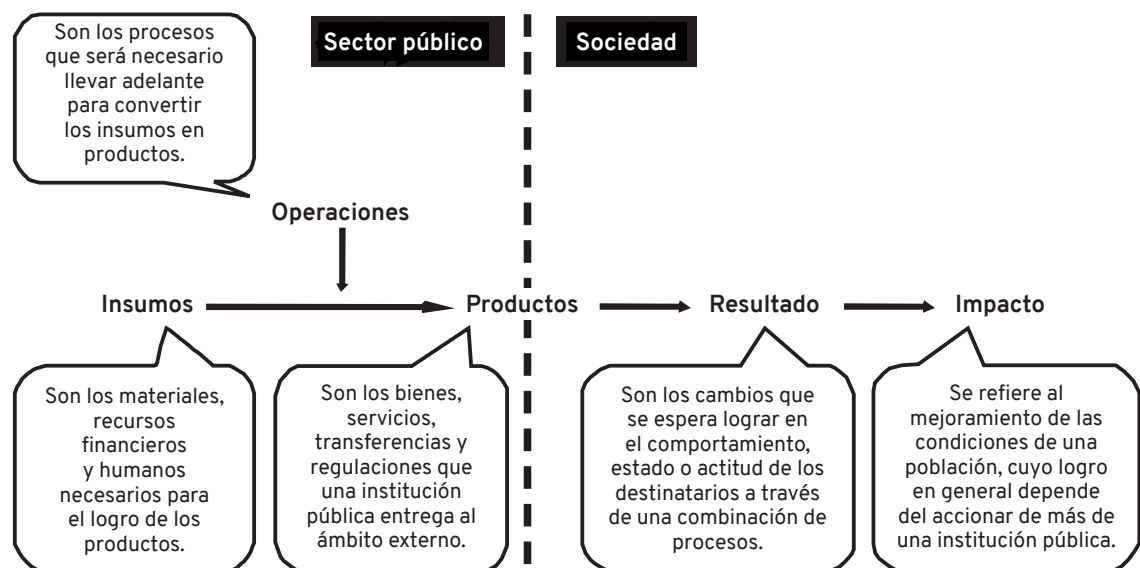 Son los procesos
que será necesario
llevar adelante
para convertir
los insumos en
productos.
Sector público
Sociedad
Operaciones
Insumos
Productos
Resultado
Impacto
Son los materiales,
recursos
financieros
y humanos
necesarios para
el logro de los
productos.
Son los bienes,
servicios,
transferencias y
regulaciones que
una institución
pública entrega al
ámbito externo.
Son los cambios que
se espera lograr en
el comportamiento,
estado o actitud de los
destinatarios a través
de una combinación de
procesos.
Se refiere al
mejoramiento de las
condiciones de una
población, cuyo logro
en general depende
del accionar de más de
una institución pública.